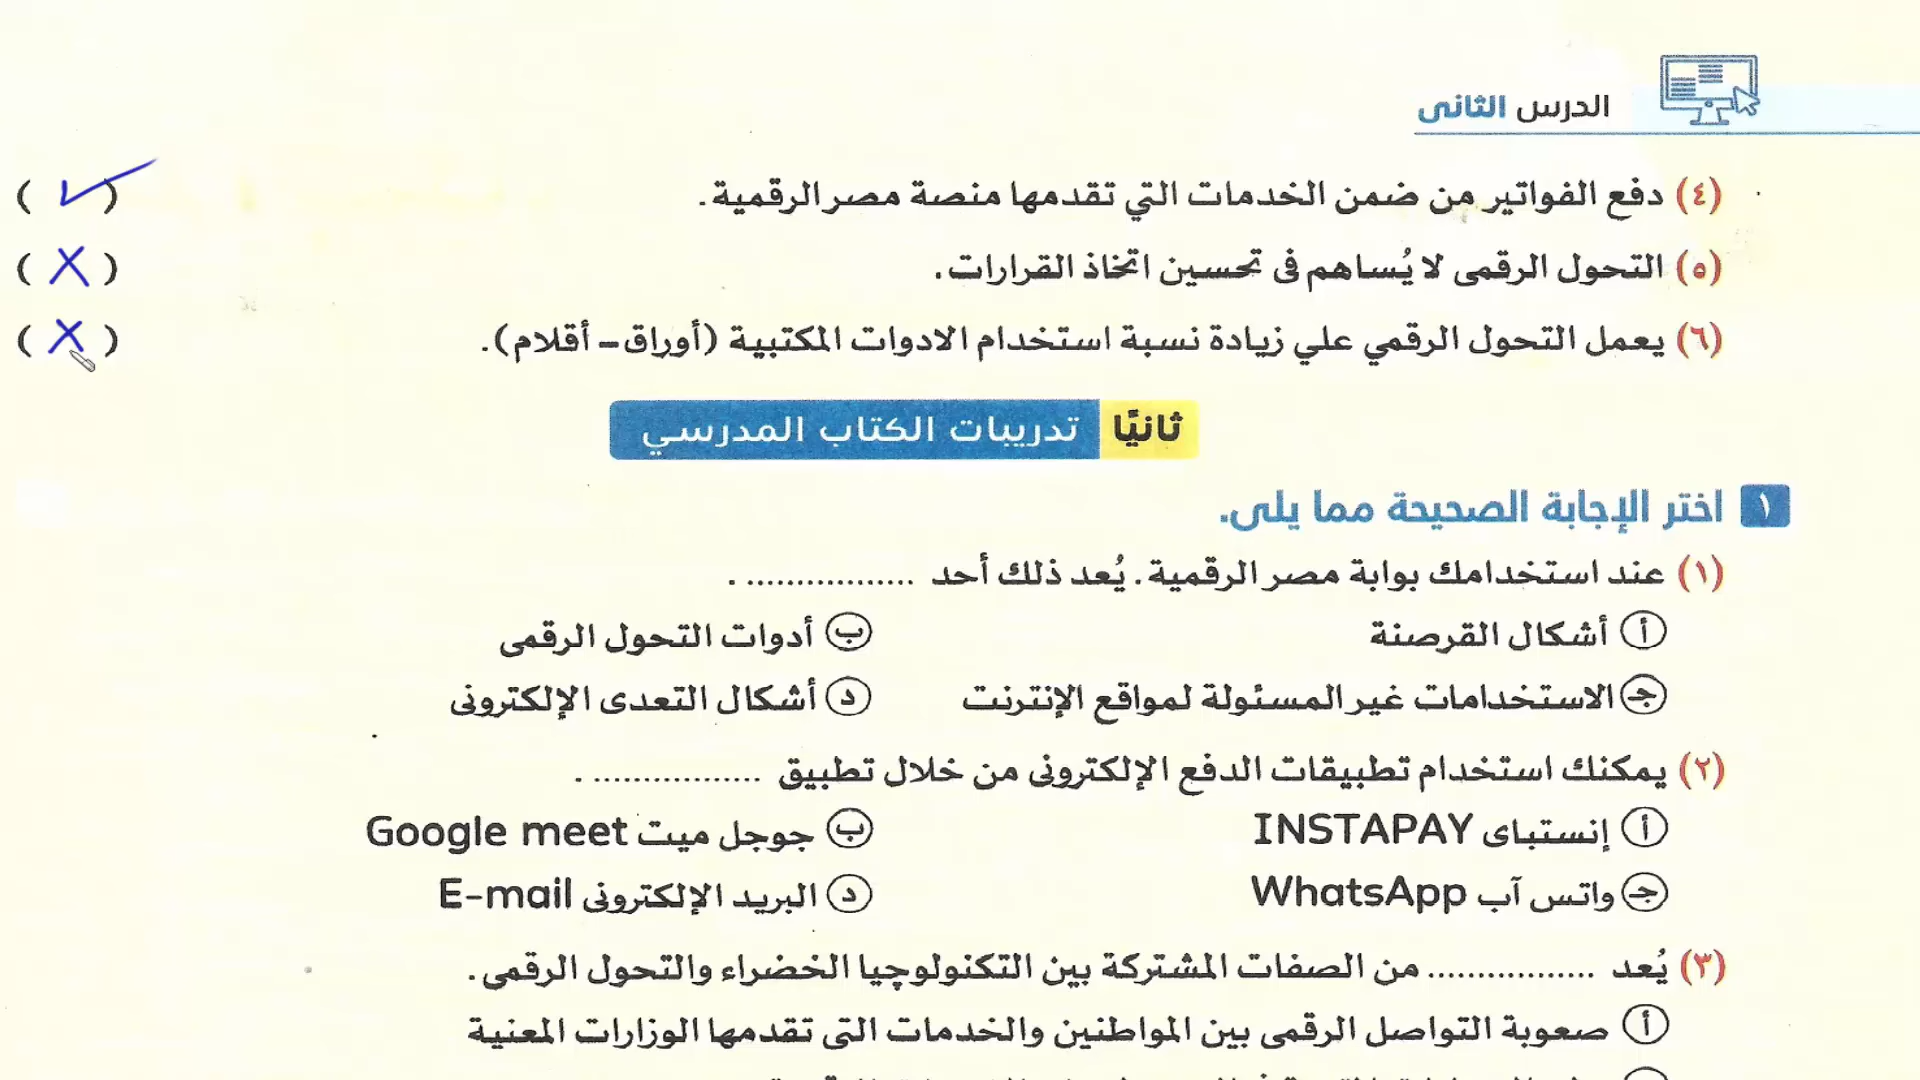 الدرس الثانى
(٤) دفع الفواتير من ضمن الخدمات التي تقدمها منصة مصر الرقمية. (✓)
(٥) التحول الرقمى لا يُساهم فى تحسين اتخاذ القرارات. (X)
(٦) يعمل التحول الرقمي علي زيادة نسبة استخدام الادوات المكتبية (أوراق - أقلام). (X)
ثانيًا تدريبات الكتاب المدرسي
١ اختر الإجابة الصحيحة مما يلى.
(١) عند استخدامك بوابة مصر الرقمية. يُعد ذلك أحد ................. .
أ أشكال القرصنة ب أدوات التحول الرقمى
جـ الاستخدامات غير المسئولة لمواقع الإنترنت د أشكال التعدى الإلكترونى
(٢) يمكنك استخدام تطبيقات الدفع الإلكترونى من خلال تطبيق ................. .
أ إنستباى INSTAPAY ب جوجل ميت Google meet
جـ واتس آب WhatsApp د البريد الإلكترونى E-mail
(٣) يُعد ................. من الصفات المشتركة بين التكنولوجيا الخضراء والتحول الرقمى.
أ صعوبة التواصل الرقمى بين المواطنين والخدمات التى تقدمها الوزارات المعنية